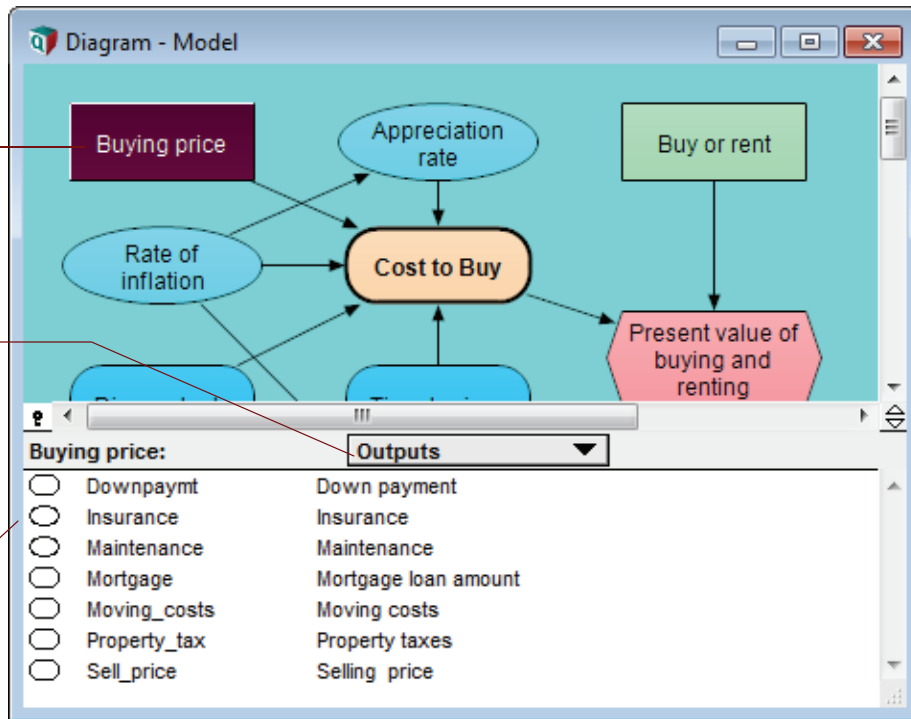 Diagram - Model
Buying price
Appreciation
rate
Buy or rent
Rate of
inflation
Cost to Buy
Present value of
buying and
renting
Buying price:
Outputs
Downpaymt Down payment
Insurance Insurance
Maintenance Maintenance
Mortgage Mortgage loan amount
Moving_costs Moving costs
Property_tax Property taxes
Sell_price Selling price